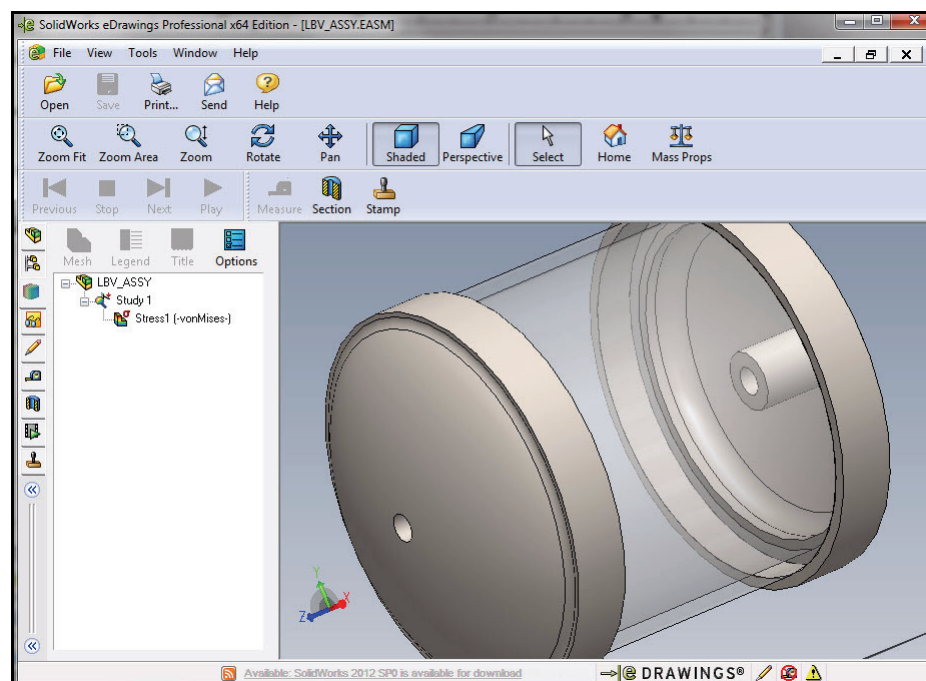 SolidWorks eDrawings Professional x64 Edition - [LBV_ASSY.EASM]
File View Tools Window Help
Open Save Print... Send Help
Zoom Fit Zoom Area Zoom Rotate Pan Shaded Perspective Select Home Mass Props
Previous Stop Next Play Measure Section Stamp
Mesh Legend Title Options
LBV_ASSY
Study 1
Stress1 (-vonMises-)
Y
X
Z
Available: SolidWorks 2012 SP0 is available for download
e DRAWINGS®